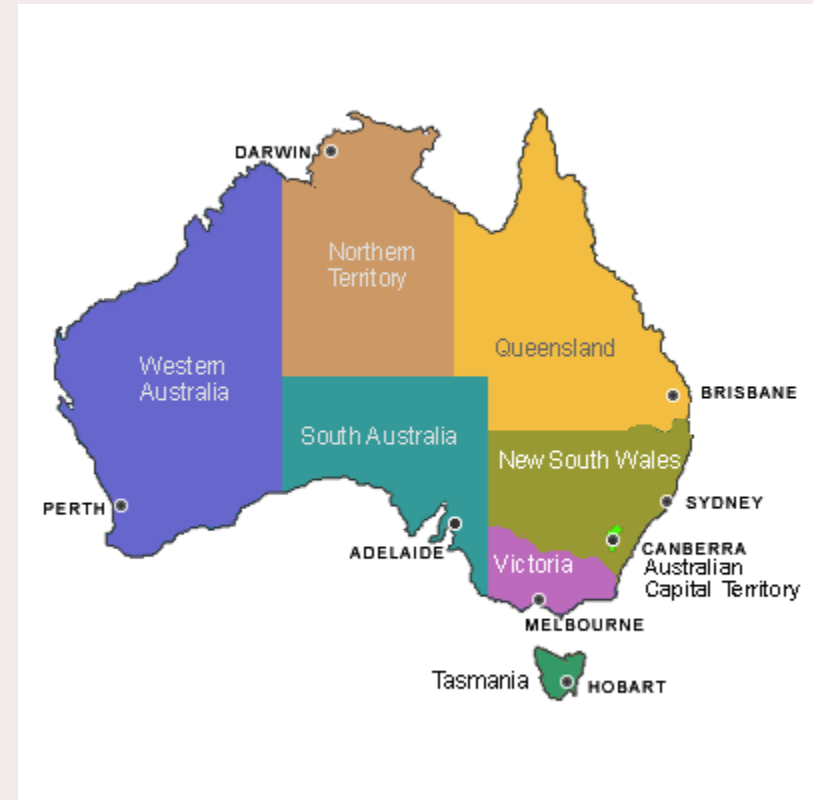 DARWIN
Northern
Territory
Queensland
Western
Australia
BRISBANE
South Australia
New South Wales
PERTH
SYDNEY
ADELAIDE
CANBERRA
Australian
Capital Territory
Victoria
MELBOURNE
Tasmania
HOBART